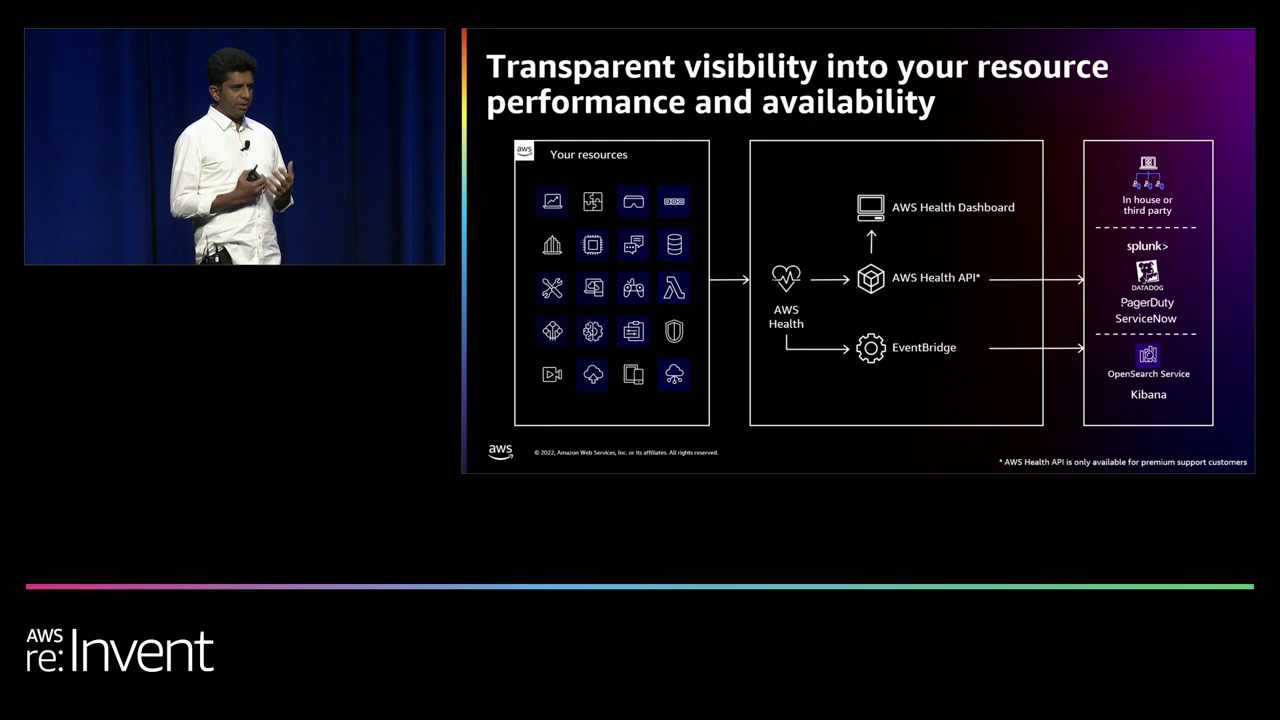 Transparent visibility into your resource
performance and availability
aws
Your resources
AWS
Health
AWS Health Dashboard
AWS Health API*
EventBridge
In house or
third party
splunk>
DATADOG
PagerDuty
ServiceNow
OpenSearch Service
Kibana
aws
© 2022, Amazon Web Services, Inc. or its affiliates. All rights reserved.
* AWS Health API is only available for premium support customers
AWS
re:Invent